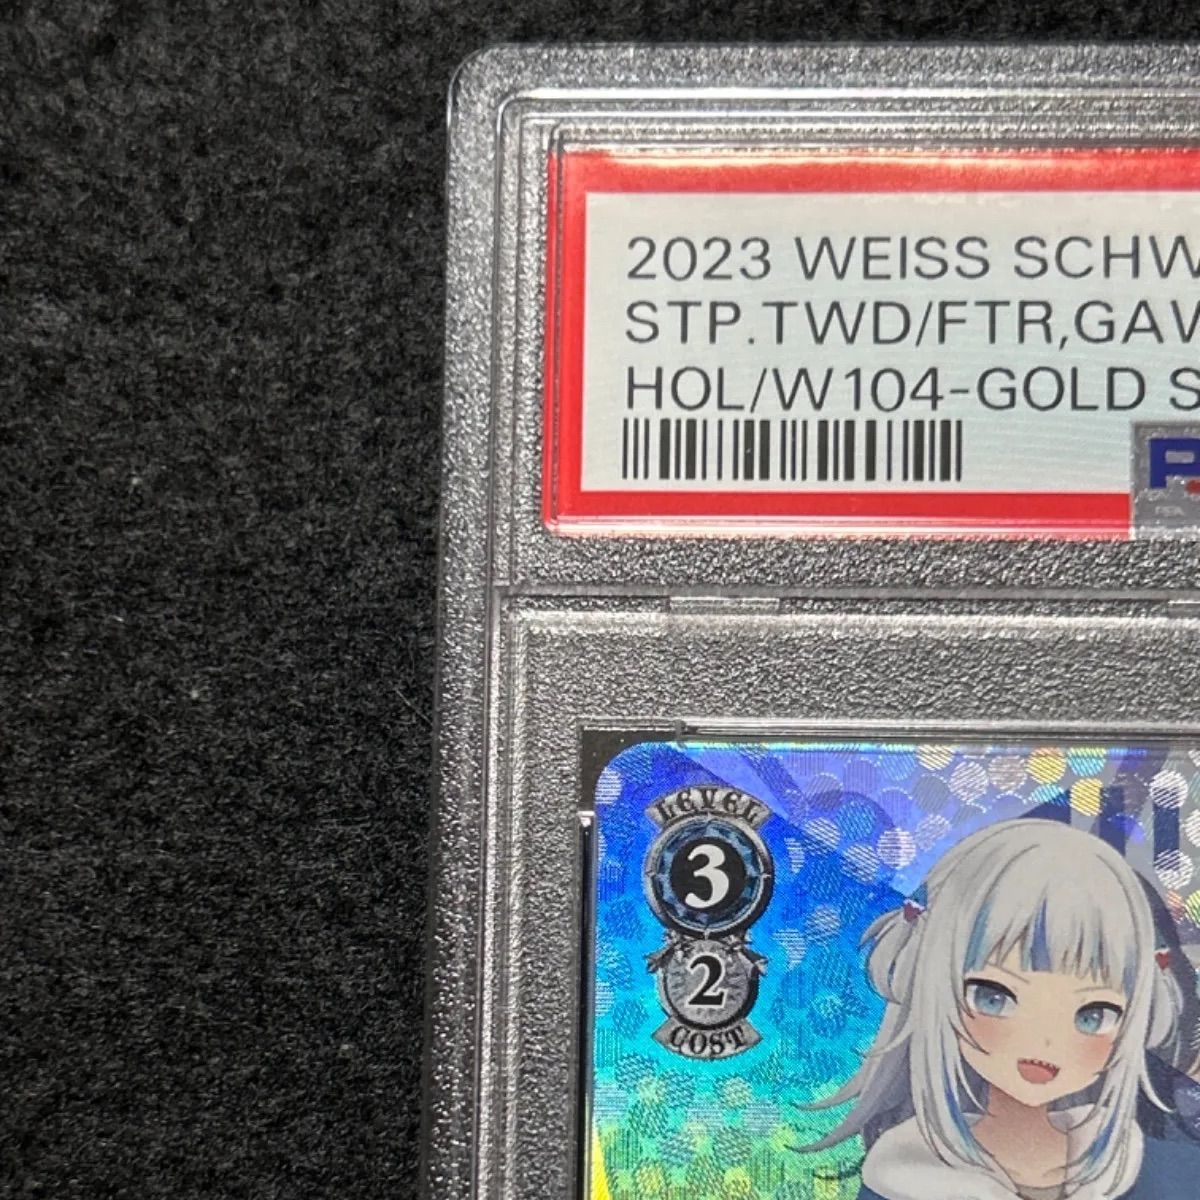 2023 WEISS SCHW
STP.TWD/FTR,GAW
HOL/W104-GOLD S
LEVEL
3
2
COST